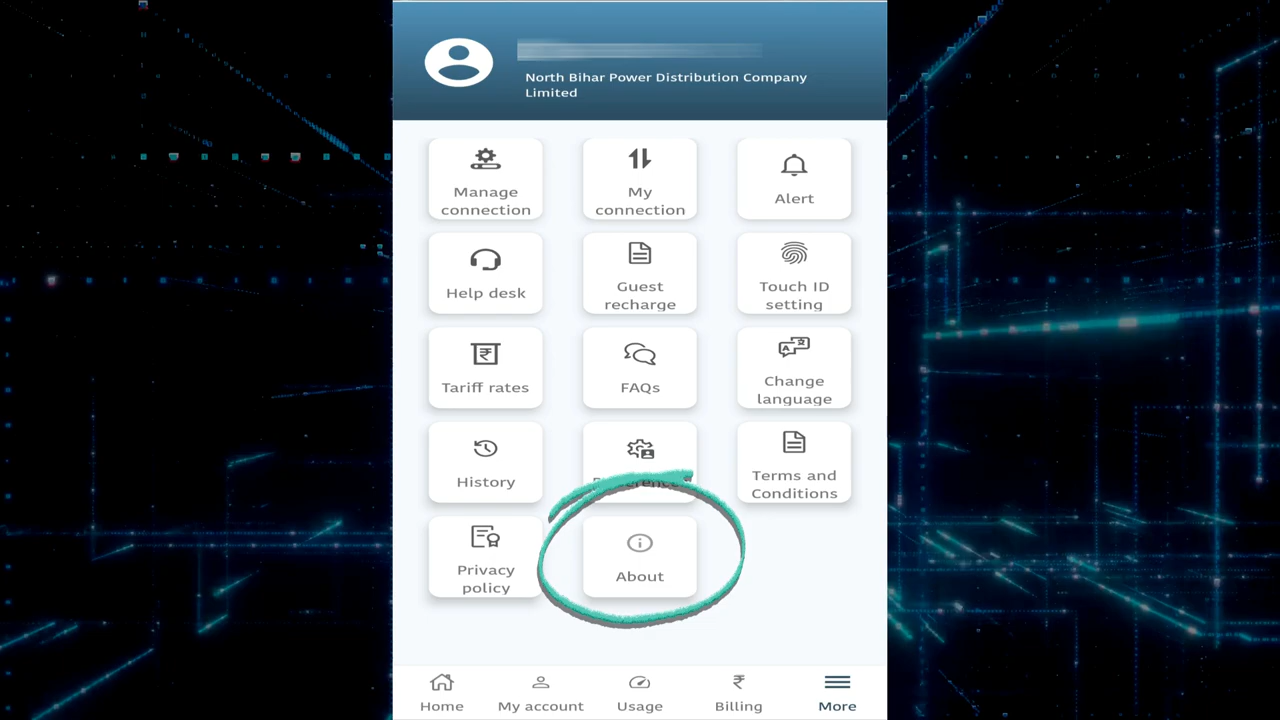 North Bihar Power Distribution Company
Limited
Manage
connection
My
connection
Alert
Help desk
Guest
recharge
Touch ID
setting
Tariff rates
FAQs
Change
language
History
Terms and
Conditions
Privacy
policy
About
Home
My account
Usage
Billing
More